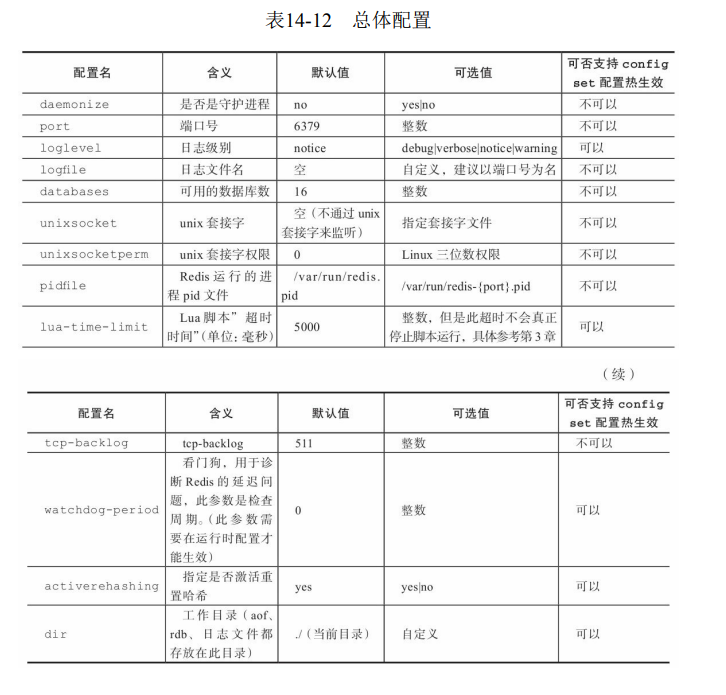 表14-12 总体配置
配置名 含义 默认值 可选值 可否支持 config
set 配置热生效
daemonize 是否是守护进程 no yes|no 不可以
port 端口号 6379 整数 不可以
loglevel 日志级别 notice debug|verbose|notice|warning 可以
logfile 日志文件名 空 自定义，建议以端口号为名 不可以
databases 可用的数据库数 16 整数 不可以
unixsocket unix 套接字 空（不通过 unix
套接字来监听） 指定套接字文件 不可以
unixsocketperm unix 套接字权限 0 Linux 三位数权限 不可以
pidfile Redis 运行的进
程 pid 文件 /var/run/redis.
pid /var/run/redis-{port}.pid 不可以
lua-time-limit Lua 脚本”超时
时间”（单位：毫秒） 5000 整数，但是此超时不会真正
停止脚本运行，具体参考第 3 章 可以
（续）
配置名 含义 默认值 可选值 可否支持 config
set 配置热生效
tcp-backlog tcp-backlog 511 整数 不可以
watchdog-period 看门狗，用于诊
断 Redis 的延迟问
题，此参数是检查
周期。（此参数需
要在运行时配置才
能生效） 0 整数 可以
activerehashing 指定是否激活重
置哈希 yes yes|no 可以
dir 工作目录（aof、
rdb、日志文件都
存放在此目录） ./（当前目录） 自定义 可以